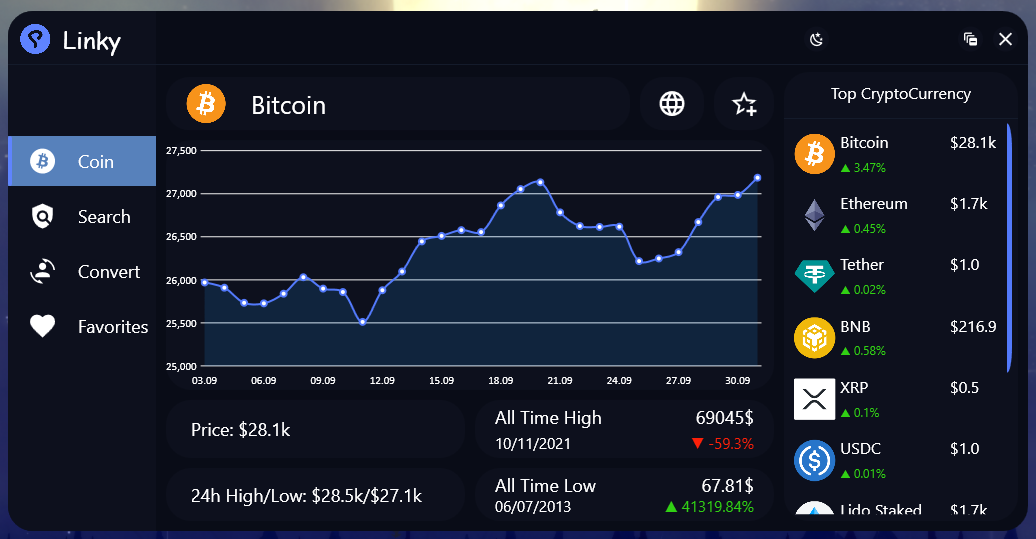 Linky
Coin
Search
Convert
Favorites
Bitcoin
27,500
27,000
26,500
26,000
25,500
25,000
03.09 06.09 09.09 12.09 15.09 18.09 21.09 24.09 27.09 30.09
Price: $28.1k
24h High/Low: $28.5k/$27.1k
All Time High 69045$
10/11/2021 ▼ -59.3%
All Time Low 67.81$
06/07/2013 ▲ 41319.84%
Top CryptoCurrency
Bitcoin $28.1k
▲ 3.47%
Ethereum $1.7k
▲ 0.45%
Tether $1.0
▲ 0.02%
BNB $216.9
▲ 0.58%
XRP $0.5
▲ 0.1%
USDC $1.0
▲ 0.01%
Lido Staked $1.7k